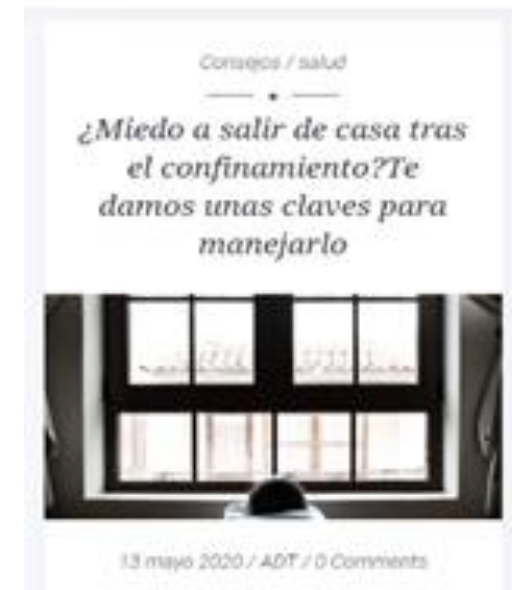 Consejos / salud
¿Miedo a salir de casa tras
el confinamiento?Te
damos unas claves para
manejarlo
13 mayo 2020 / ADT / 0 Comments